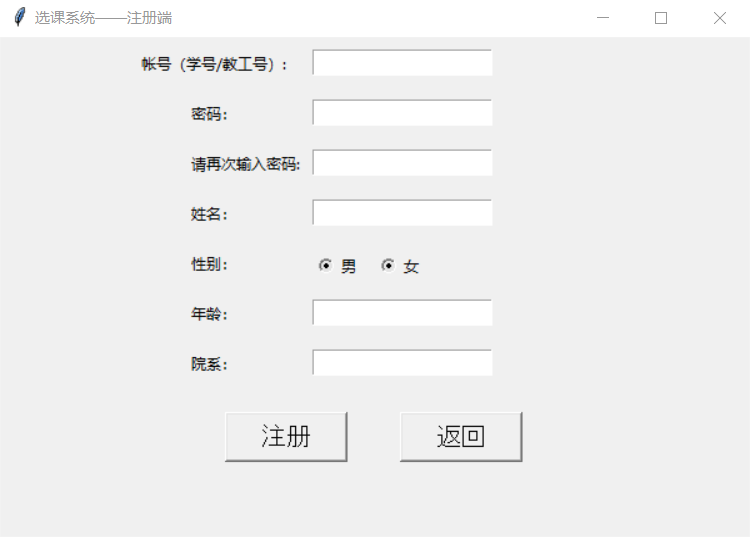 选课系统——注册端
帐号（学号/教工号）:
密码:
请再次输入密码:
姓名:
性别: 男 女
年龄:
院系:
注册 返回